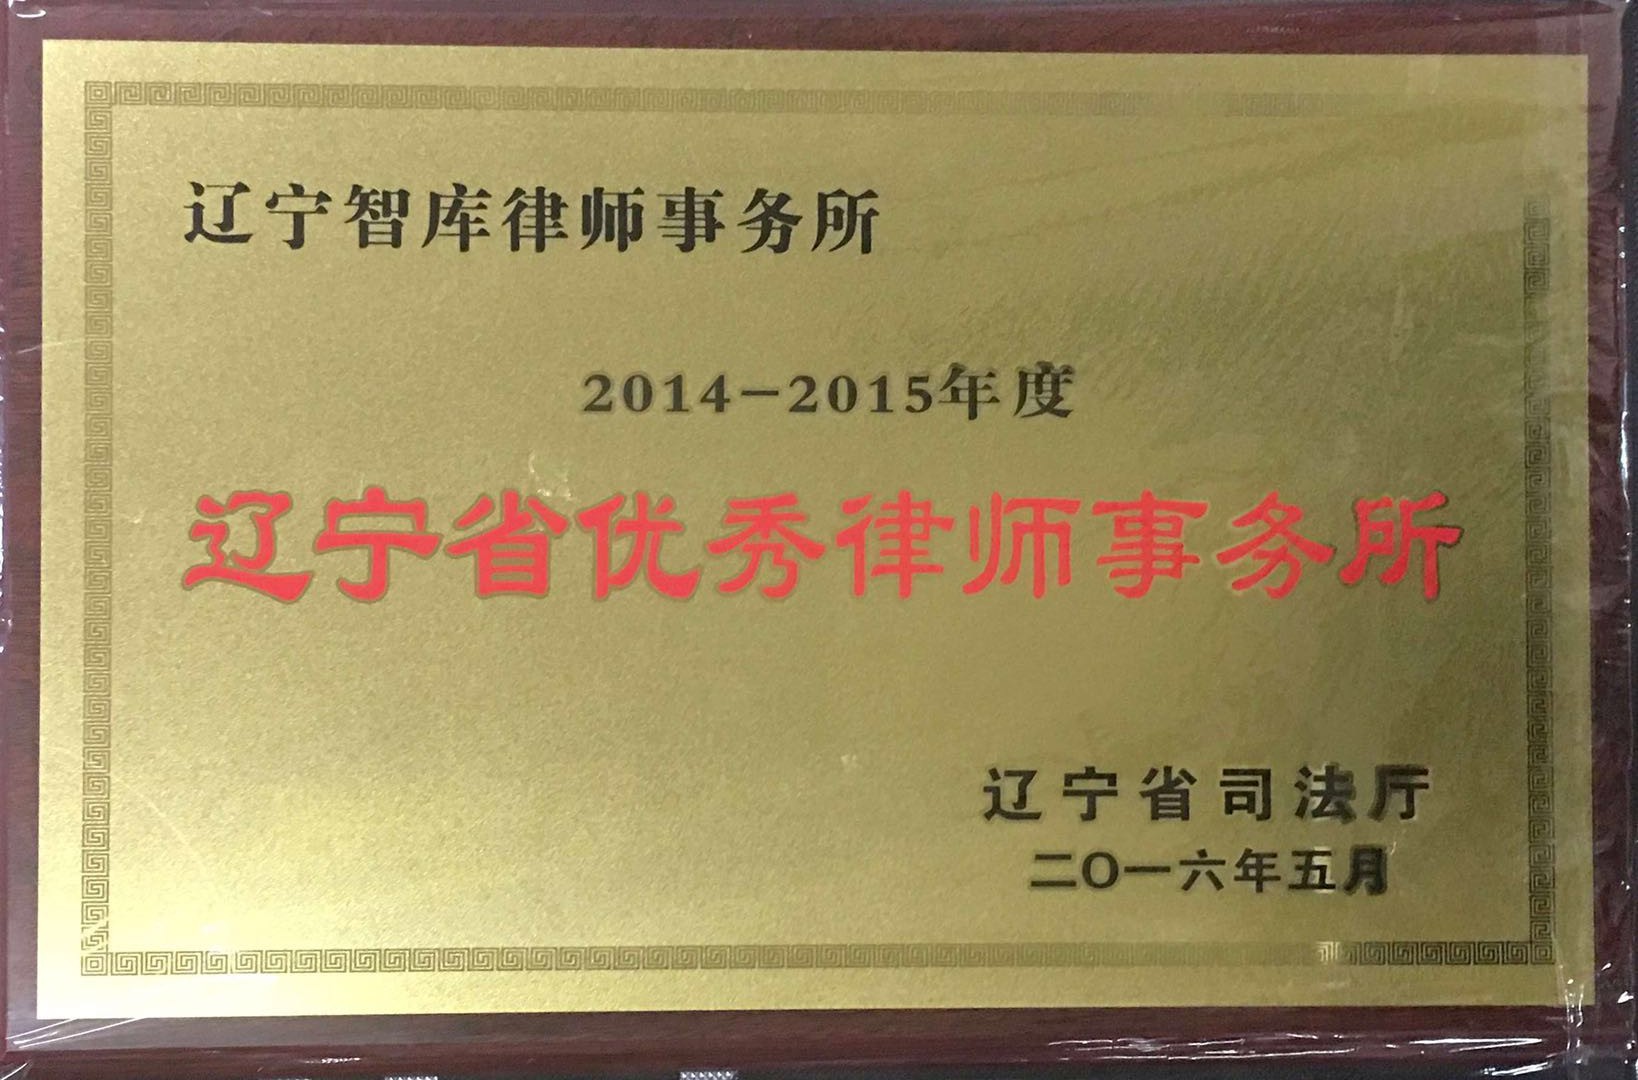 辽宁智库律师事务所
2014-2015年度
辽宁省优秀律师事务所
辽宁省司法厅
二〇一六年五月